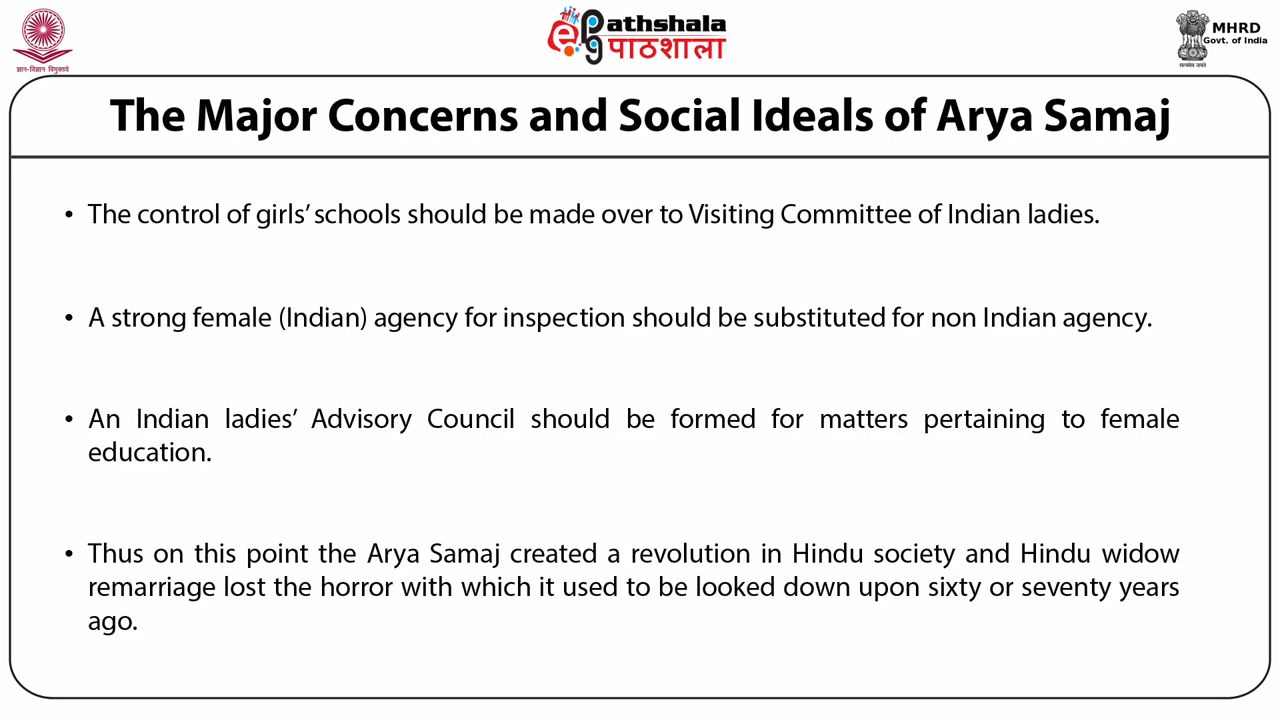 ज्ञान-विज्ञान विमुक्तये
epg
athshala
पाठशाला
MHRD
Govt. of India
सत्यमेव जयते
The Major Concerns and Social Ideals of Arya Samaj
• The control of girls’ schools should be made over to Visiting Committee of Indian ladies.
• A strong female (Indian) agency for inspection should be substituted for non Indian agency.
• An Indian ladies’ Advisory Council should be formed for matters pertaining to female
education.
• Thus on this point the Arya Samaj created a revolution in Hindu society and Hindu widow
remarriage lost the horror with which it used to be looked down upon sixty or seventy years
ago.